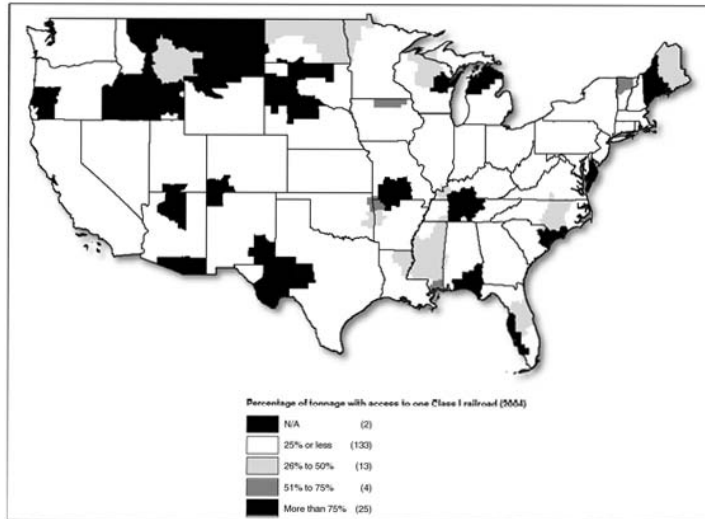 Percentage of tonnage with access to one Class I railroad (2004)
N/A (2)
25% or less (133)
26% to 50% (13)
51% to 75% (4)
More than 75% (25)